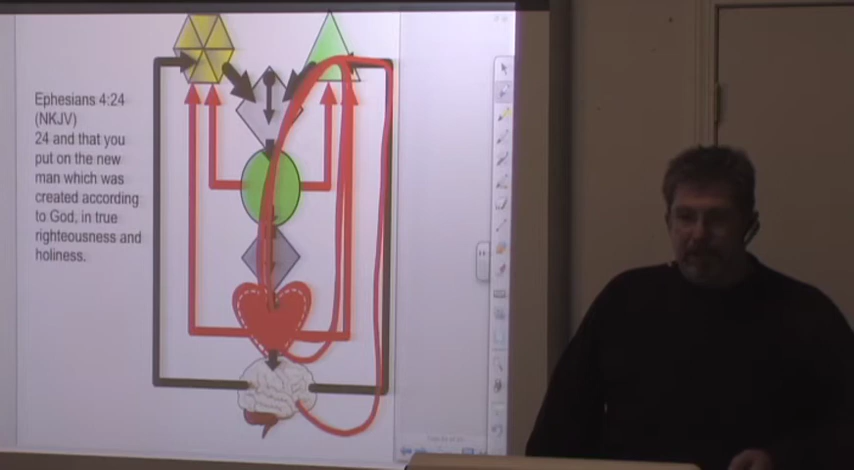 Ephesians 4:24
(NKJV)
24 and that you
put on the new
man which was
created according
to God, in true
righteousness and
holiness.